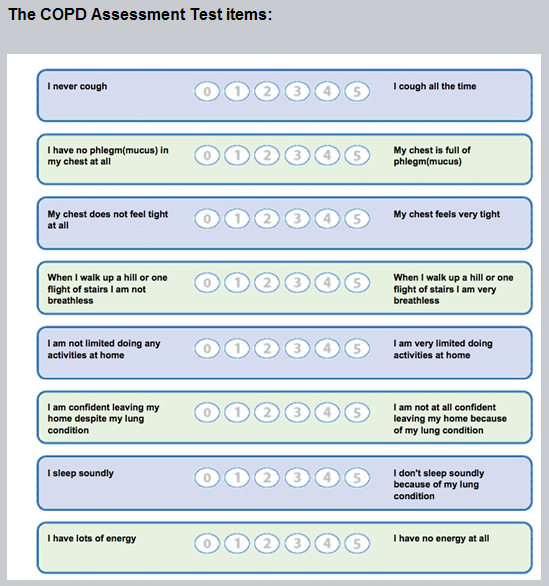 The COPD Assessment Test items:
I never cough 0 1 2 3 4 5 I cough all the time
I have no phlegm(mucus) in
my chest at all
0 1 2 3 4 5
My chest is full of
phlegm(mucus)
My chest does not feel tight
at all
0 1 2 3 4 5
My chest feels very tight
When I walk up a hill or one
flight of stairs I am not
breathless
0 1 2 3 4 5
When I walk up a hill or one
flight of stairs I am very
breathless
I am not limited doing any
activities at home
0 1 2 3 4 5
I am very limited doing
activities at home
I am confident leaving my
home despite my lung
condition
0 1 2 3 4 5
I am not at all confident
leaving my home because
of my lung condition
I sleep soundly
0 1 2 3 4 5
I don't sleep soundly
because of my lung
condition
I have lots of energy 0 1 2 3 4 5 I have no energy at all